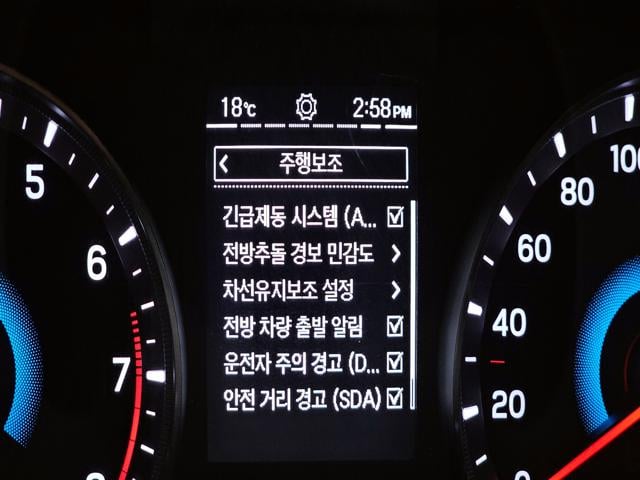 18℃ 2:58PM
< 주행보조
긴급제동 시스템 (A...
전방추돌 경보 민감도 >
차선유지보조 설정 >
전방 차량 출발 알림
운전자 주의 경고 (D...
안전 거리 경고 (SDA)
5
6
7
8
100
80
60
40
20
0